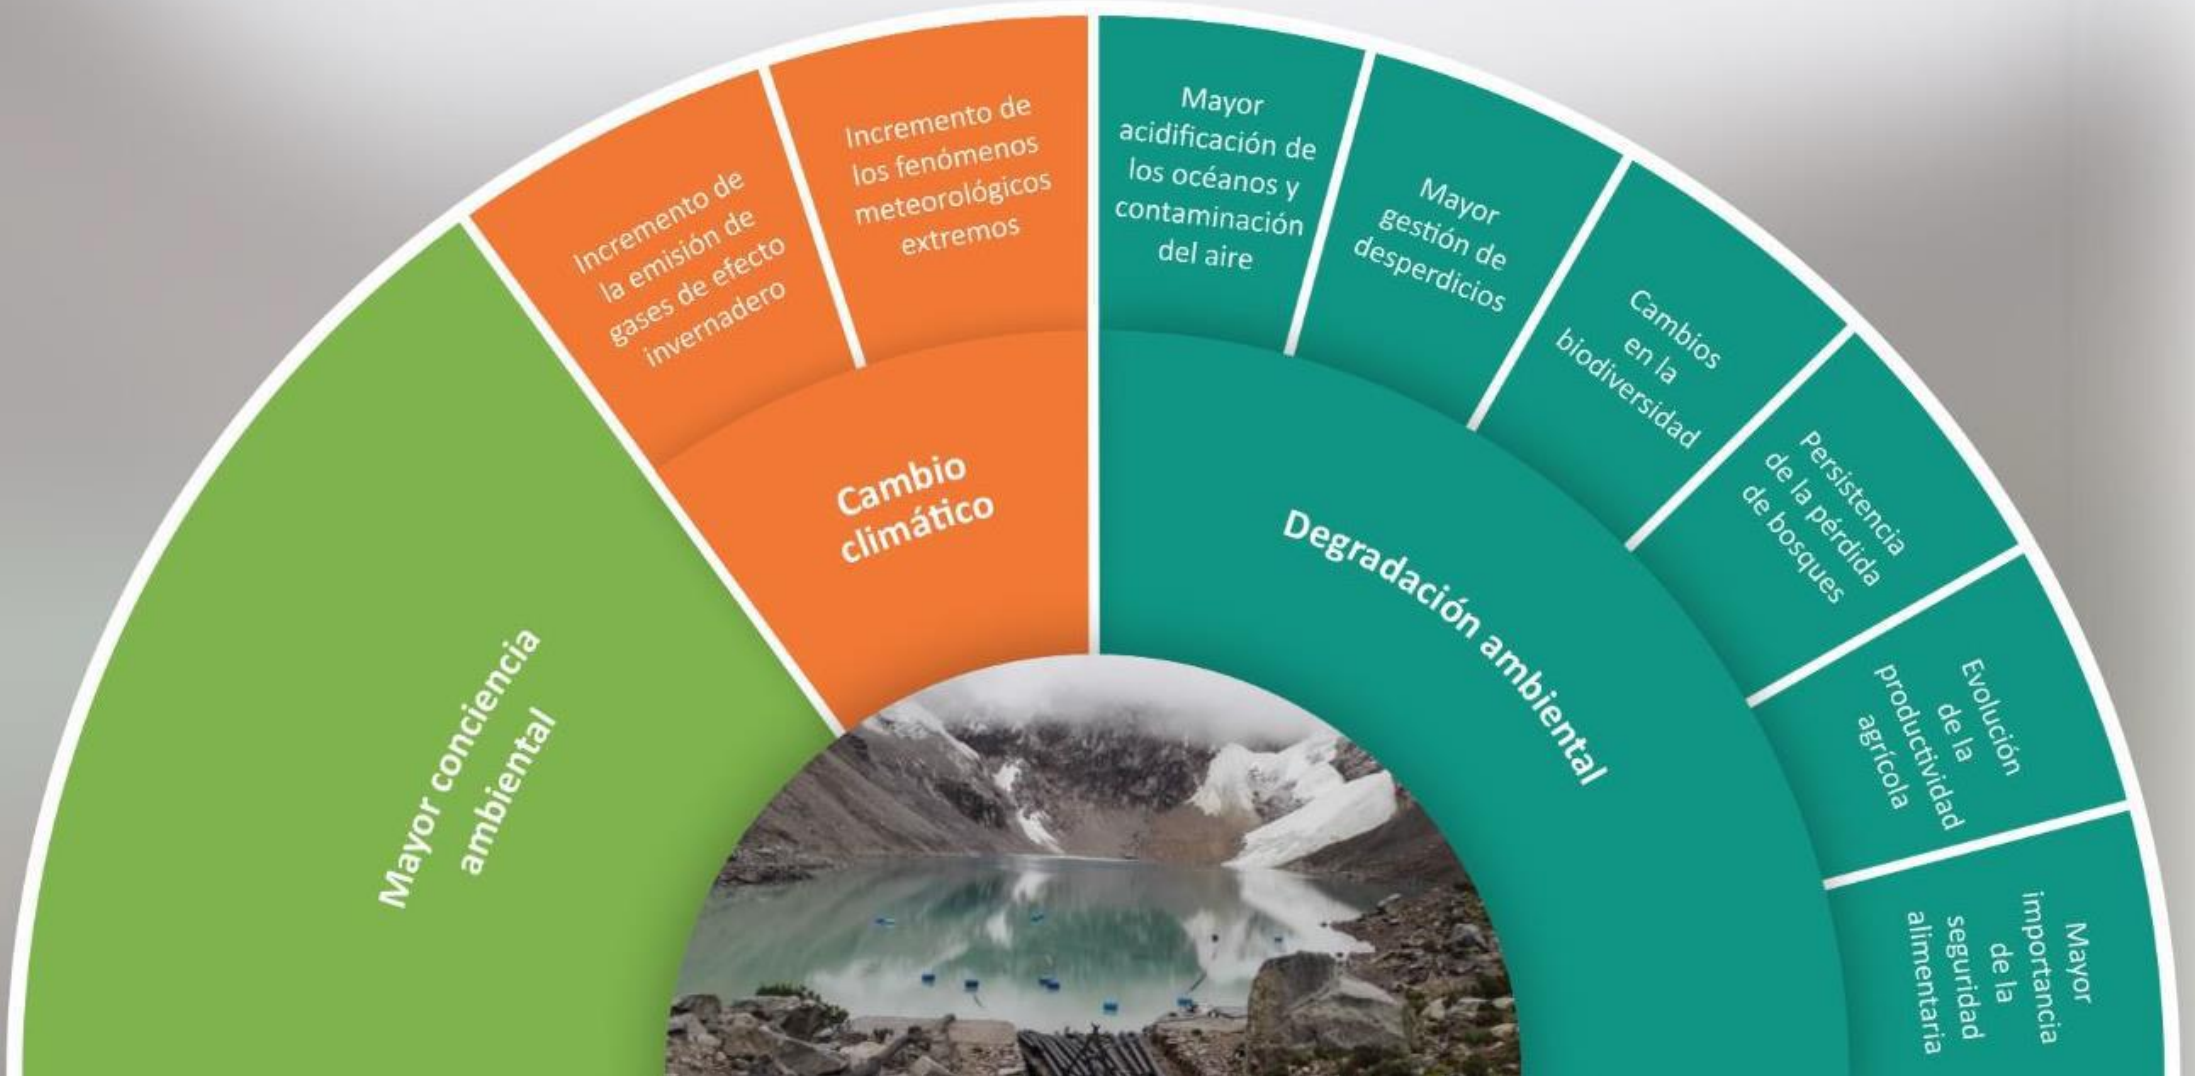 Mayor conciencia
ambiental
Cambio
climático
Incremento de
la emisión de
gases de efecto
invernadero
Incremento de
los fenómenos
meteorológicos
extremos
Degradación ambiental
Mayor
acidificación de
los océanos y
contaminación
del aire
Mayor
gestión de
desperdicios
Cambios
en la
biodiversidad
Persistencia
de la pérdida
de bosques
Evolución
de la
productividad
agrícola
Mayor
importancia
de la
seguridad
alimentaria